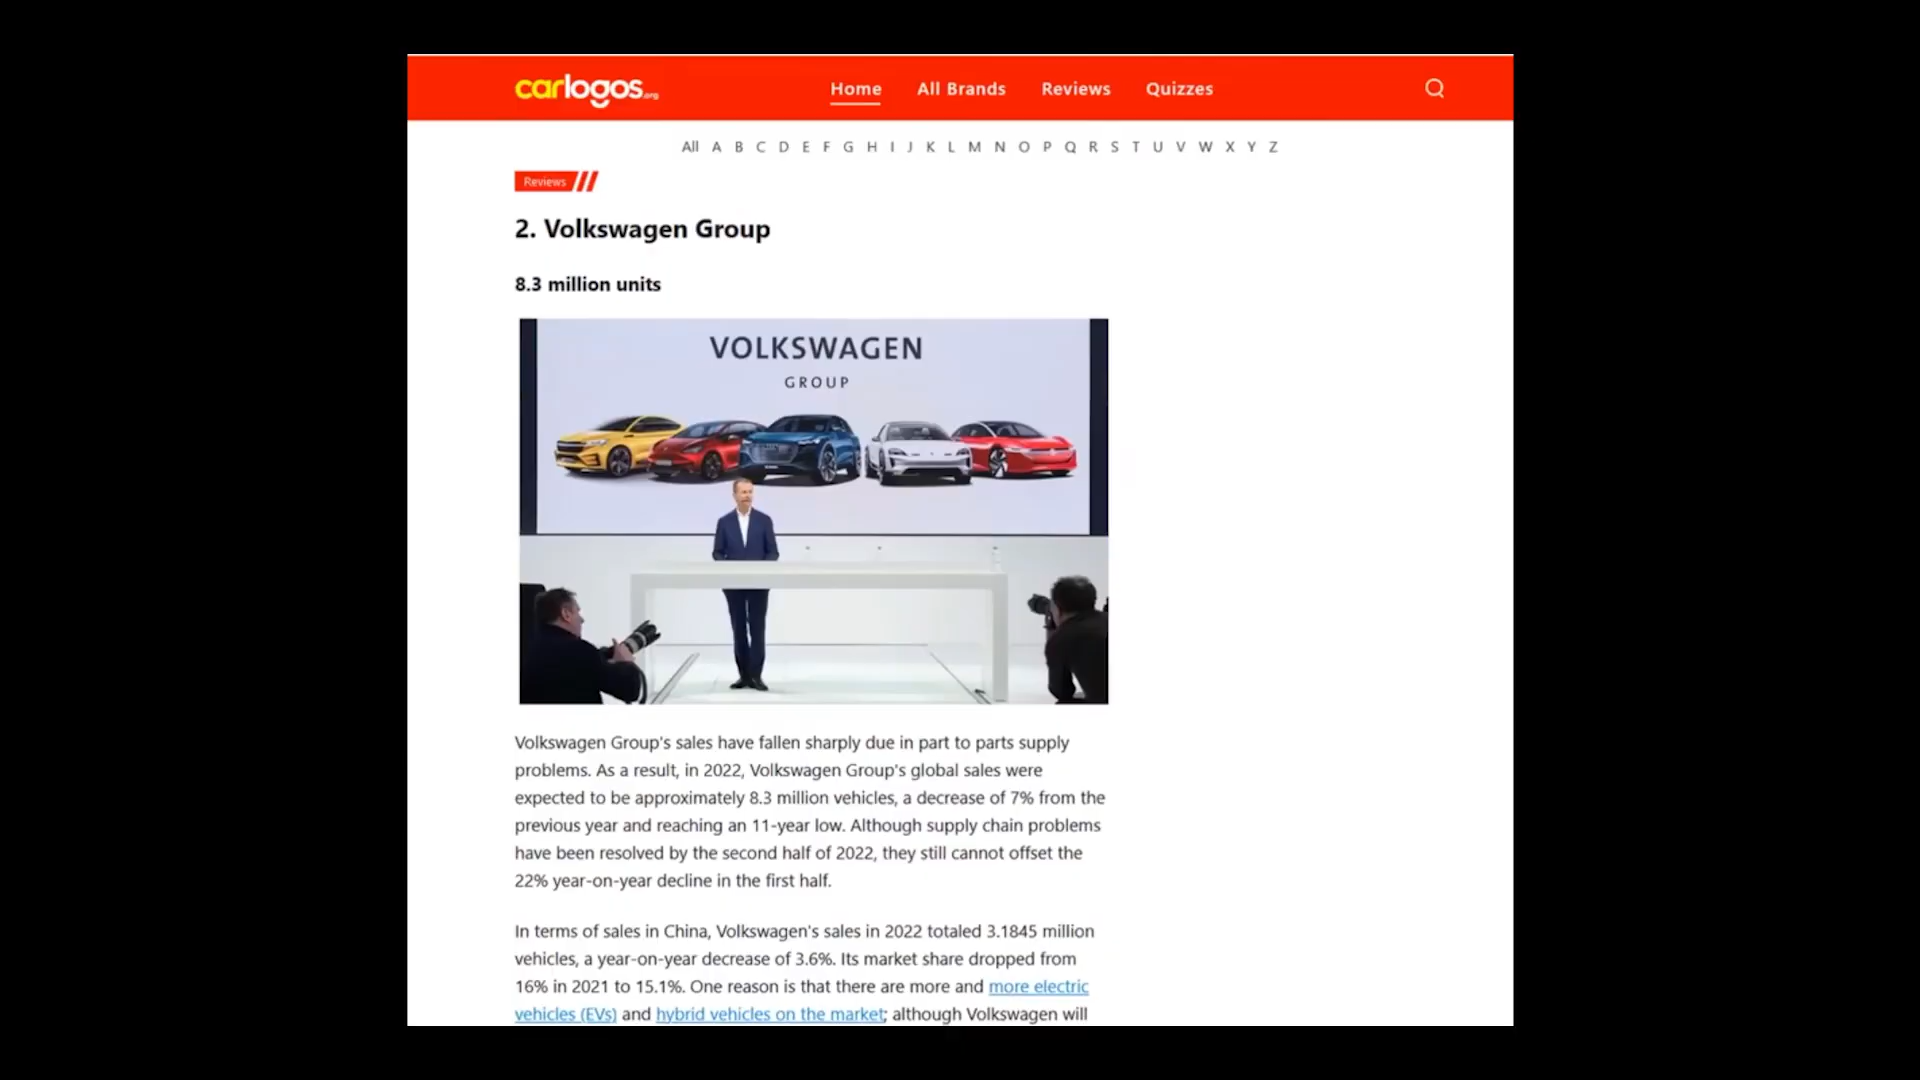 carlogos.org
Home All Brands Reviews Quizzes
All A B C D E F G H I J K L M N O P Q R S T U V W X Y Z
Reviews
2. Volkswagen Group
8.3 million units
VOLKSWAGEN
GROUP
Volkswagen Group's sales have fallen sharply due in part to parts supply
problems. As a result, in 2022, Volkswagen Group's global sales were
expected to be approximately 8.3 million vehicles, a decrease of 7% from the
previous year and reaching an 11-year low. Although supply chain problems
have been resolved by the second half of 2022, they still cannot offset the
22% year-on-year decline in the first half.
In terms of sales in China, Volkswagen's sales in 2022 totaled 3.1845 million
vehicles, a year-on-year decrease of 3.6%. Its market share dropped from
16% in 2021 to 15.1%. One reason is that there are more and more electric
vehicles (EVs) and hybrid vehicles on the market; although Volkswagen will